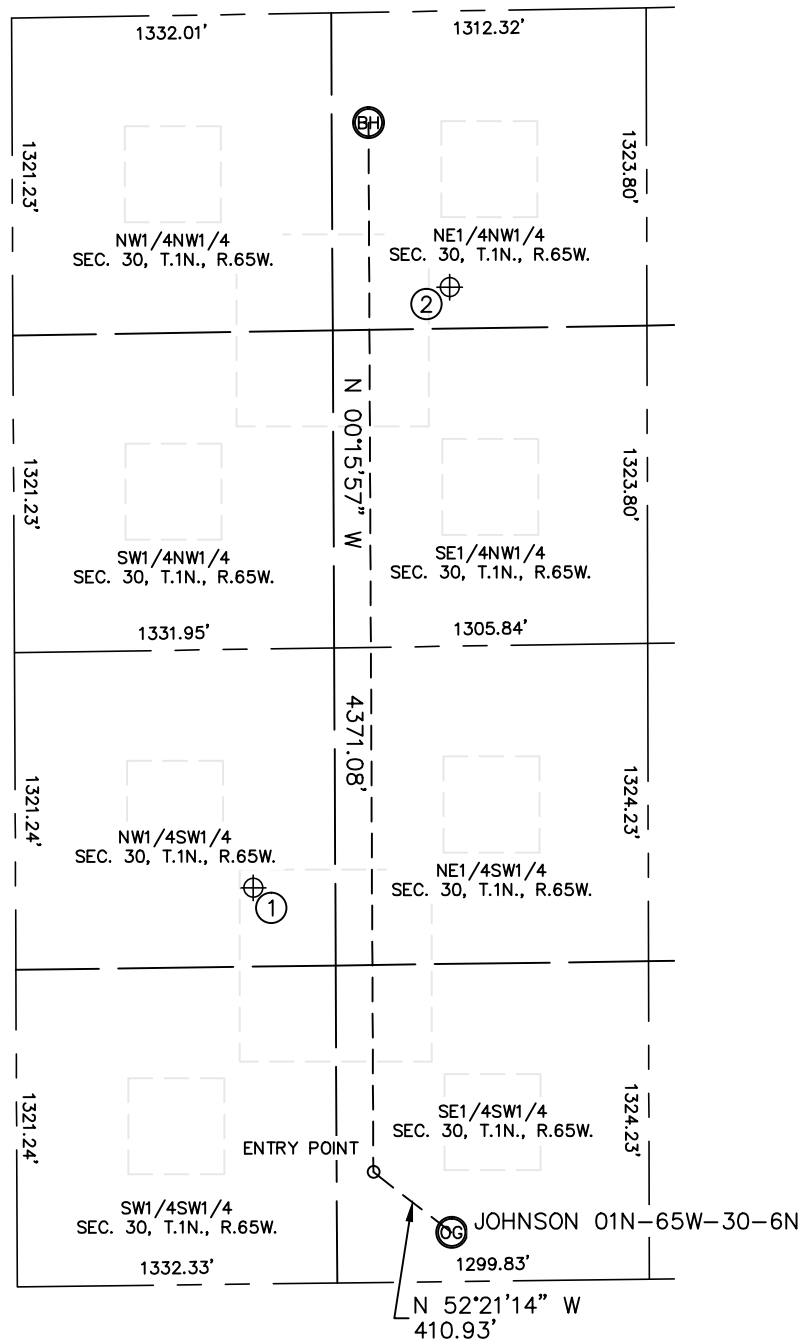 1332.01'
1312.32'
BH
1321.23'
1323.80'
NW1/4NW1/4
SEC. 30, T.1N., R.65W.
NE1/4NW1/4
SEC. 30, T.1N., R.65W.
2
N 00°15'57" W
1321.23'
1323.80'
SW1/4NW1/4
SEC. 30, T.1N., R.65W.
SE1/4NW1/4
SEC. 30, T.1N., R.65W.
1331.95'
1305.84'
4371.08'
1321.24'
1324.23'
NW1/4SW1/4
SEC. 30, T.1N., R.65W.
NE1/4SW1/4
SEC. 30, T.1N., R.65W.
1
1321.24'
1324.23'
SE1/4SW1/4
SEC. 30, T.1N., R.65W.
ENTRY POINT
SW1/4SW1/4
SEC. 30, T.1N., R.65W.
OG
JOHNSON 01N-65W-30-6N
1332.33'
1299.83'
N 52°21'14" W
410.93'